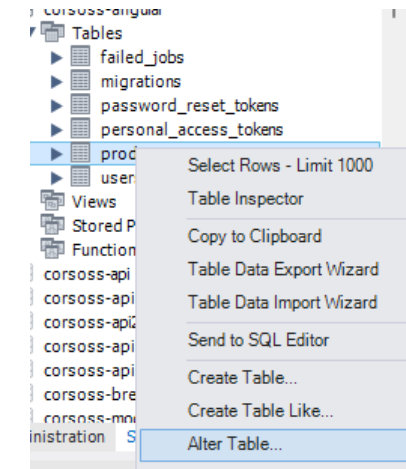 corsoss-angular
Tables
failed_jobs
migrations
password_reset_tokens
personal_access_tokens
prod
user
Views
Stored P
Function
corsoss-api
corsoss-api
corsoss-api2
corsoss-api
corsoss-api
corsoss-bre
corsoss-mod
inistration S
Select Rows - Limit 1000
Table Inspector
Copy to Clipboard
Table Data Export Wizard
Table Data Import Wizard
Send to SQL Editor
Create Table...
Create Table Like...
Alter Table...